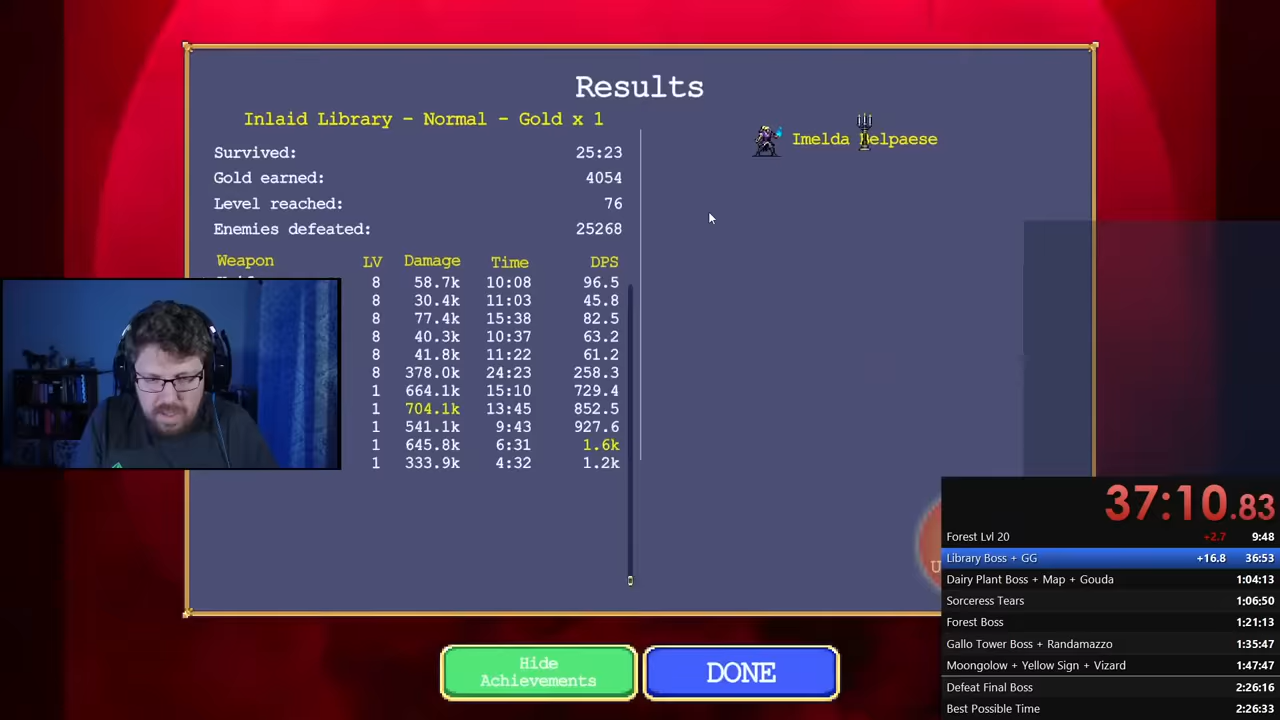 Results
Inlaid Library - Normal - Gold x 1
Survived: 25:23
Gold earned: 4054
Level reached: 76
Enemies defeated: 25268
Weapon LV Damage Time DPS
8 58.7k 10:08 96.5
8 30.4k 11:03 45.8
8 77.4k 15:38 82.5
8 40.3k 10:37 63.2
8 41.8k 11:22 61.2
8 378.0k 24:23 258.3
1 664.1k 15:10 729.4
1 704.1k 13:45 852.5
1 541.1k 9:43 927.6
1 645.8k 6:31 1.6k
1 333.9k 4:32 1.2k
Imelda Belpaese
Hide
Achievements
DONE
37:10.83
Forest Lvl 20 +2.7 9:48
Library Boss + GG +16.8 36:53
Dairy Plant Boss + Map + Gouda 1:04:13
Sorceress Tears 1:06:50
Forest Boss 1:21:13
Gallo Tower Boss + Randamazzo 1:35:47
Moongolow + Yellow Sign + Vizard 1:47:47
Defeat Final Boss 2:26:16
Best Possible Time 2:26:33